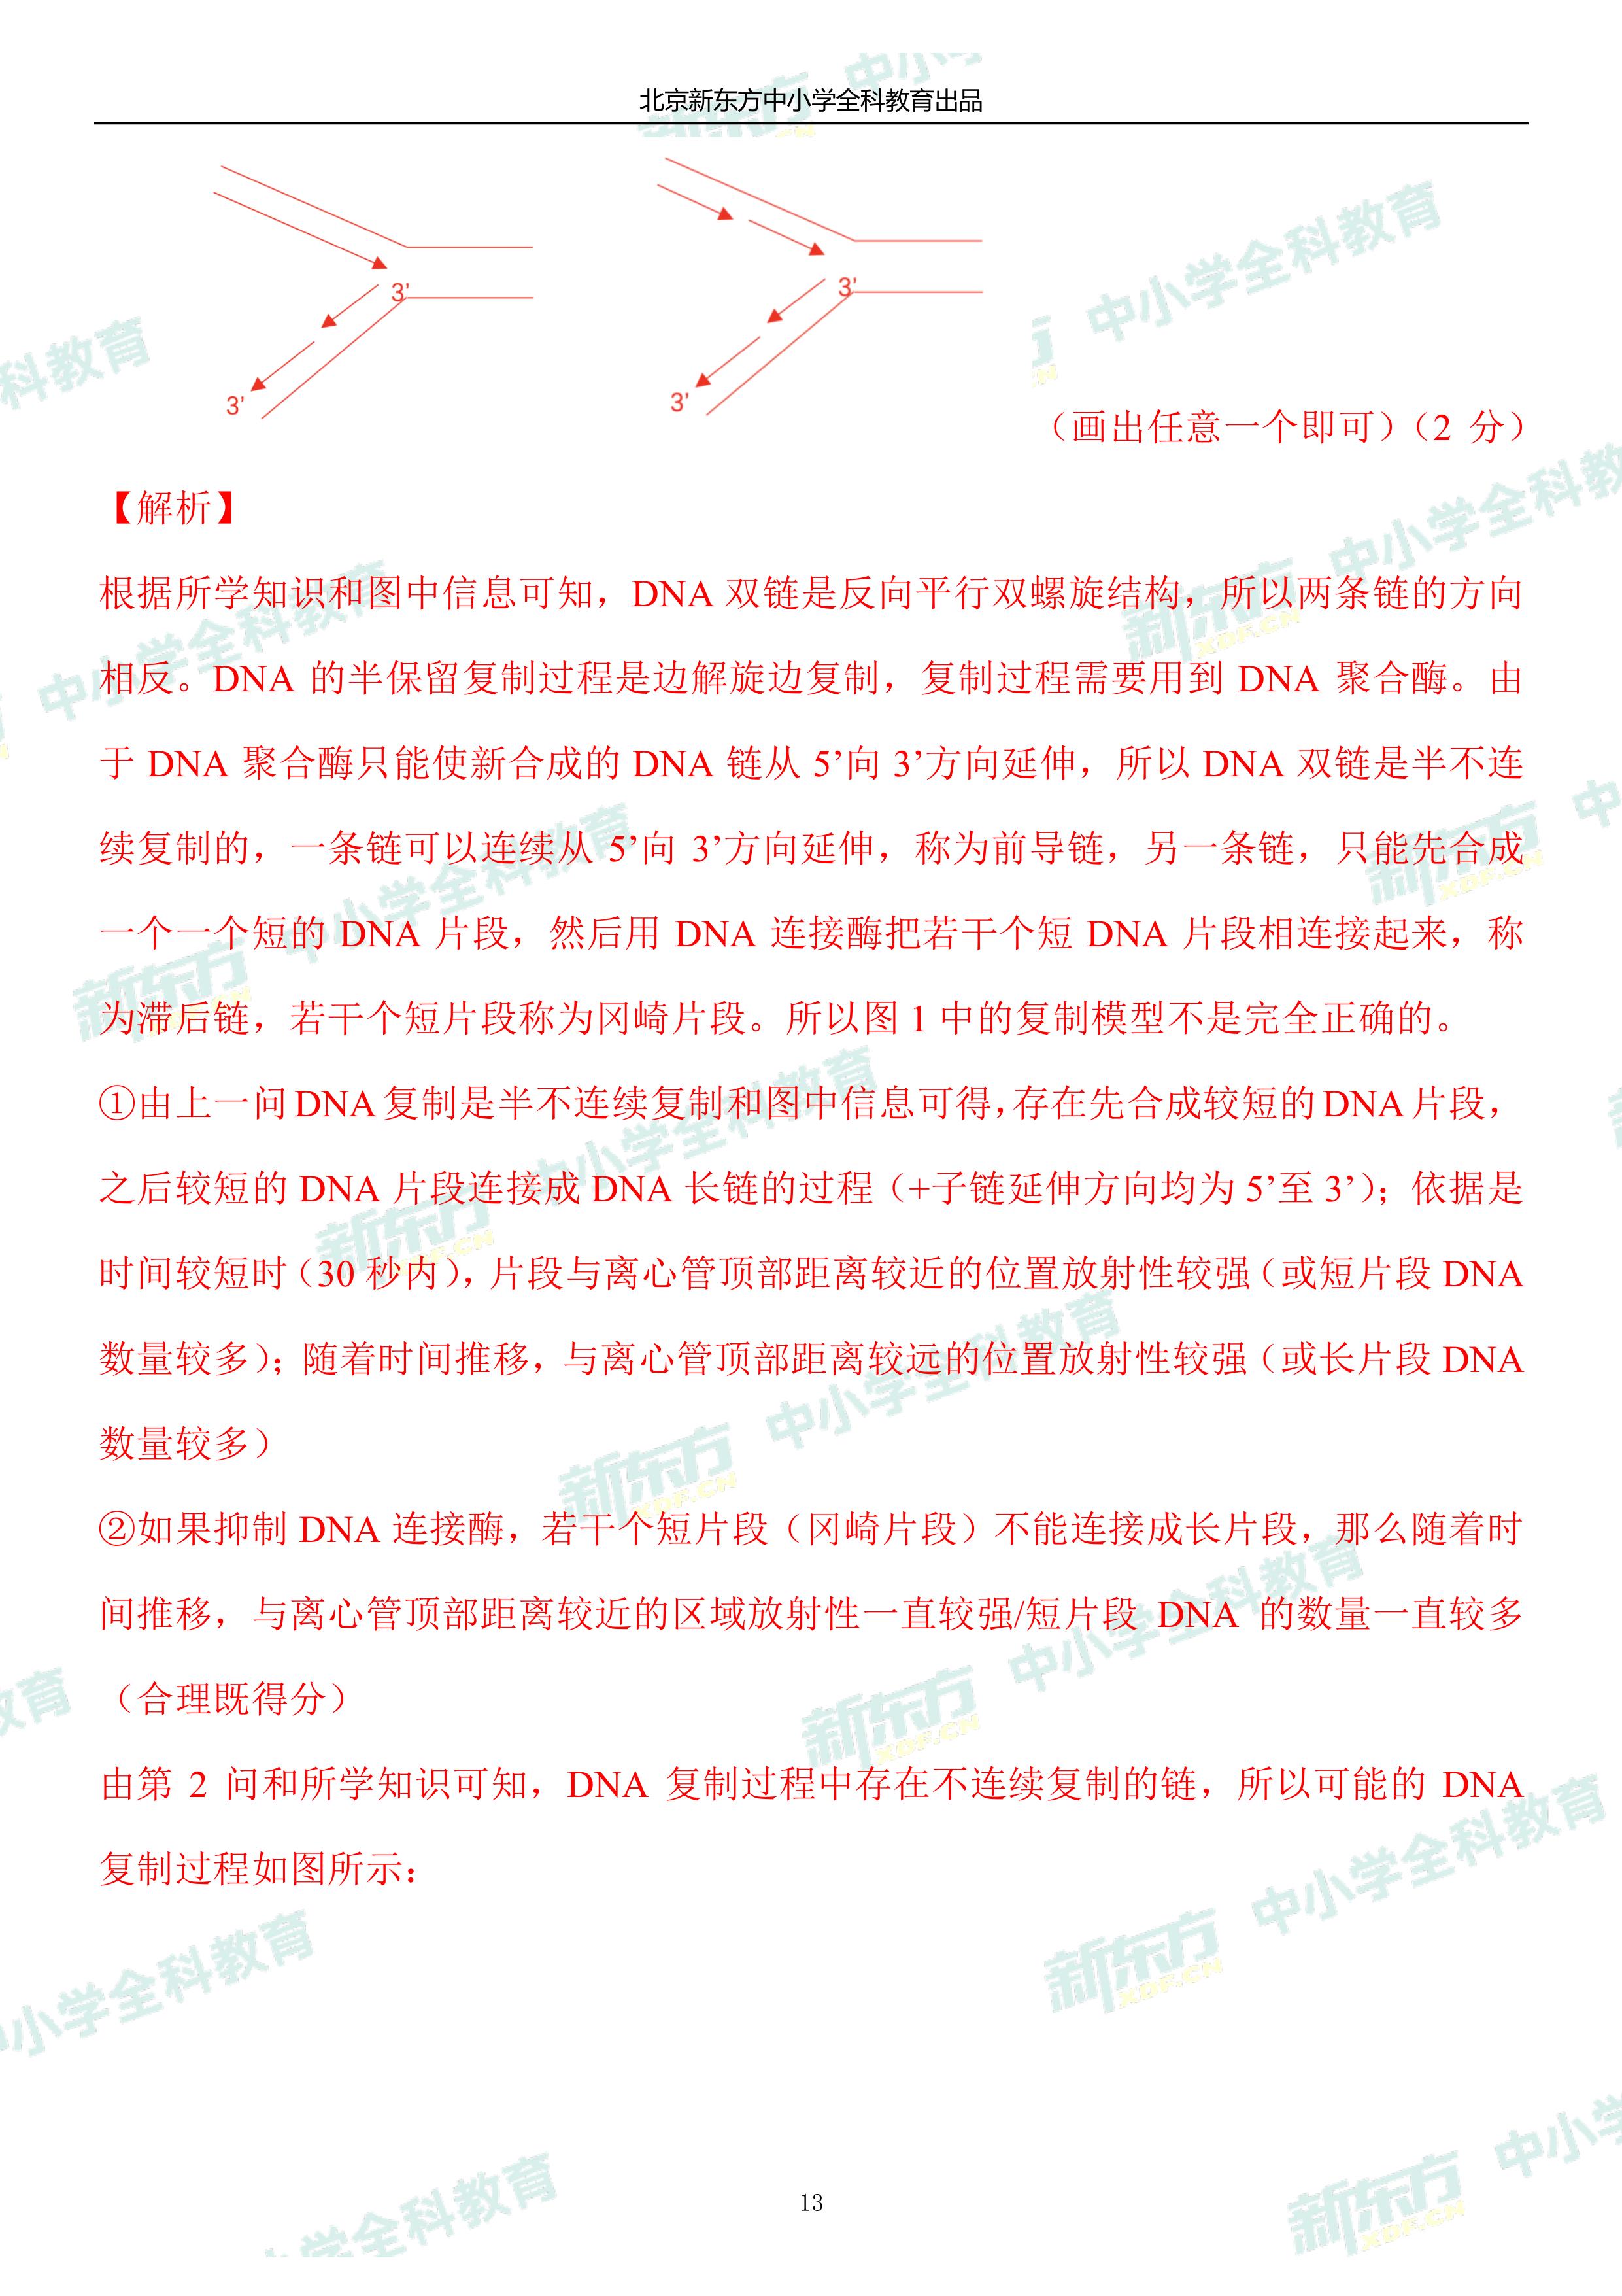 北京新东方中小学全科教育出品
3’
3’
3’
3’
（画出任意一个即可）（2 分）
【解析】
根据所学知识和图中信息可知，DNA 双链是反向平行双螺旋结构，所以两条链的方向
相反。DNA 的半保留复制过程是边解旋边复制，复制过程需要用到 DNA 聚合酶。由
于 DNA 聚合酶只能使新合成的 DNA 链从 5’向 3’方向延伸，所以 DNA 双链是半不连
续复制的，一条链可以连续从 5’向 3’方向延伸，称为前导链，另一条链，只能先合成
一个一个短的 DNA 片段，然后用 DNA 连接酶把若干个短 DNA 片段相连接起来，称
为滞后链，若干个短片段称为冈崎片段。所以图 1 中的复制模型不是完全正确的。
①由上一问 DNA 复制是半不连续复制和图中信息可得，存在先合成较短的 DNA 片段，
之后较短的 DNA 片段连接成 DNA 长链的过程（+子链延伸方向均为 5’至 3’）；依据是
时间较短时（30 秒内），片段与离心管顶部距离较近的位置放射性较强（或短片段 DNA
数量较多）；随着时间推移，与离心管顶部距离较远的位置放射性较强（或长片段 DNA
数量较多）
②如果抑制 DNA 连接酶，若干个短片段（冈崎片段）不能连接成长片段，那么随着时
间推移，与离心管顶部距离较近的区域放射性一直较强/短片段 DNA 的数量一直较多
（合理既得分）
由第 2 问和所学知识可知，DNA 复制过程中存在不连续复制的链，所以可能的 DNA
复制过程如图所示：
13